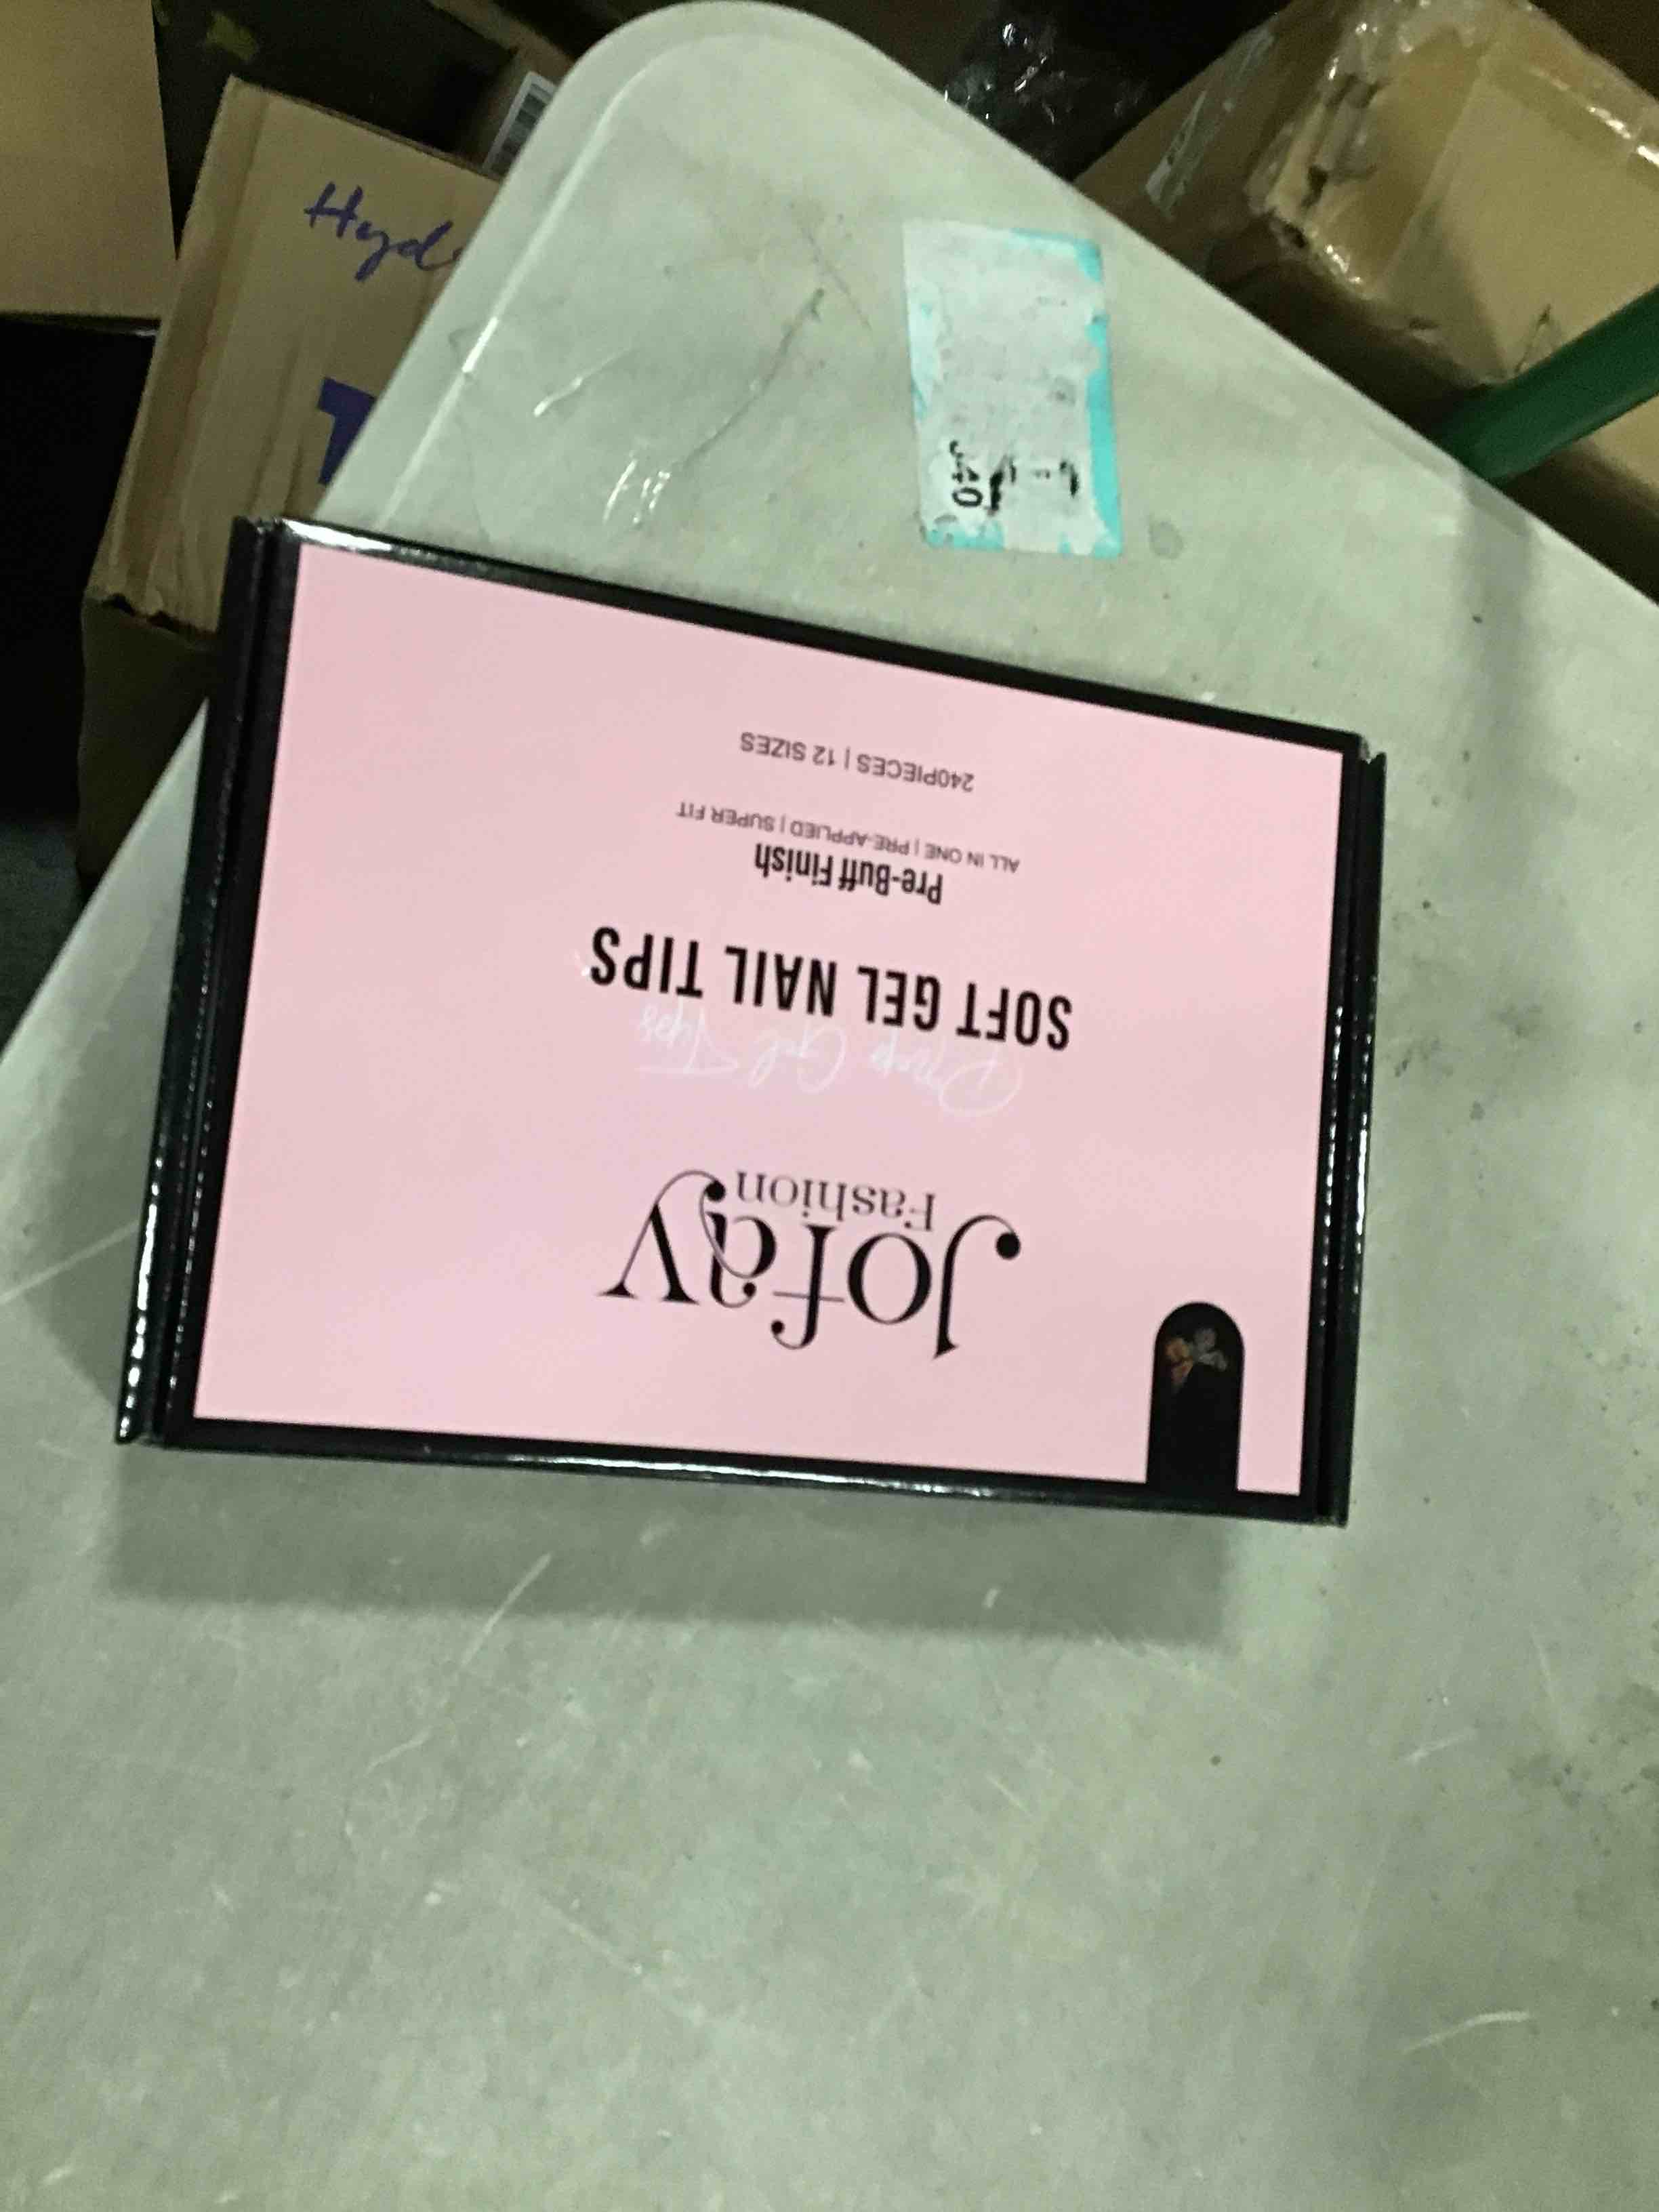 Jofay
Fashion
SOFT GEL NAIL TIPS
Pre-Buff Finish
ALL IN ONE | PRE-APPLIED | SUPER FIT
240PIECES | 12 SIZES